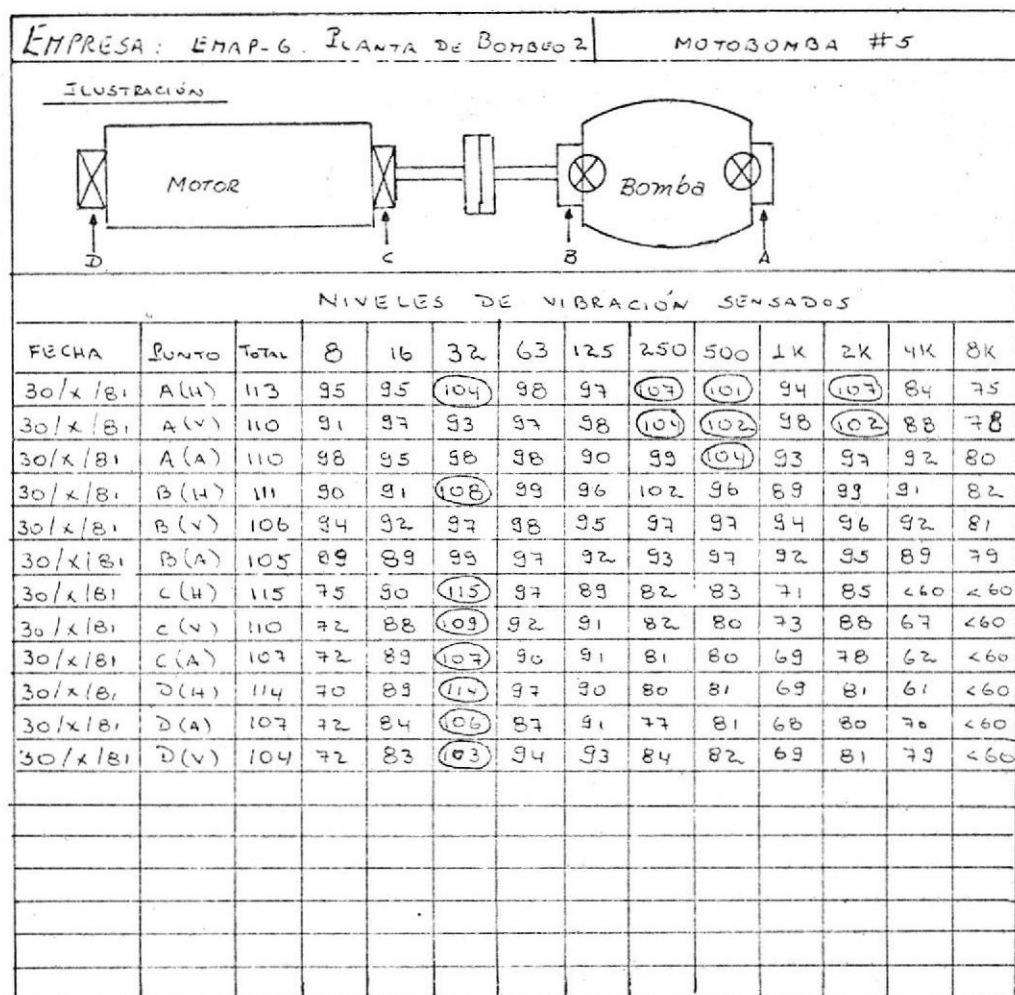 EMPRESA: EMAP-G. PLANTA DE BOMBEO 2 MOTOBOMBA #5
ILUSTRACIÓN
MOTOR Bomba
D C B A
NIVELES DE VIBRACIÓN SENSADOS
FECHA PUNTO TOTAL 8 16 32 63 125 250 500 1K 2K 4K 8K
30/X/81 A(H) 113 95 95 104 98 97 107 101 94 107 84 75
30/X/81 A(V) 110 91 97 93 97 98 104 102 98 102 88 78
30/X/81 A(A) 110 98 95 98 98 90 99 104 93 97 92 80
30/X/81 B(H) 111 90 91 108 99 96 102 96 89 99 91 82
30/X/81 B(V) 106 94 92 97 98 95 97 97 94 96 92 81
30/X/81 B(A) 105 89 89 99 97 92 93 97 92 95 89 79
30/X/81 C(H) 115 75 90 115 97 89 82 83 71 85 <60 <60
30/X/81 C(V) 110 72 88 109 92 91 82 80 73 88 67 <60
30/X/81 C(A) 107 72 89 107 90 91 81 80 69 78 62 <60
30/X/81 D(H) 114 70 89 114 97 90 80 81 69 81 61 <60
30/X/81 D(A) 107 72 84 106 87 91 77 81 68 80 70 <60
30/X/81 D(V) 104 72 83 103 94 93 84 82 69 81 79 <60